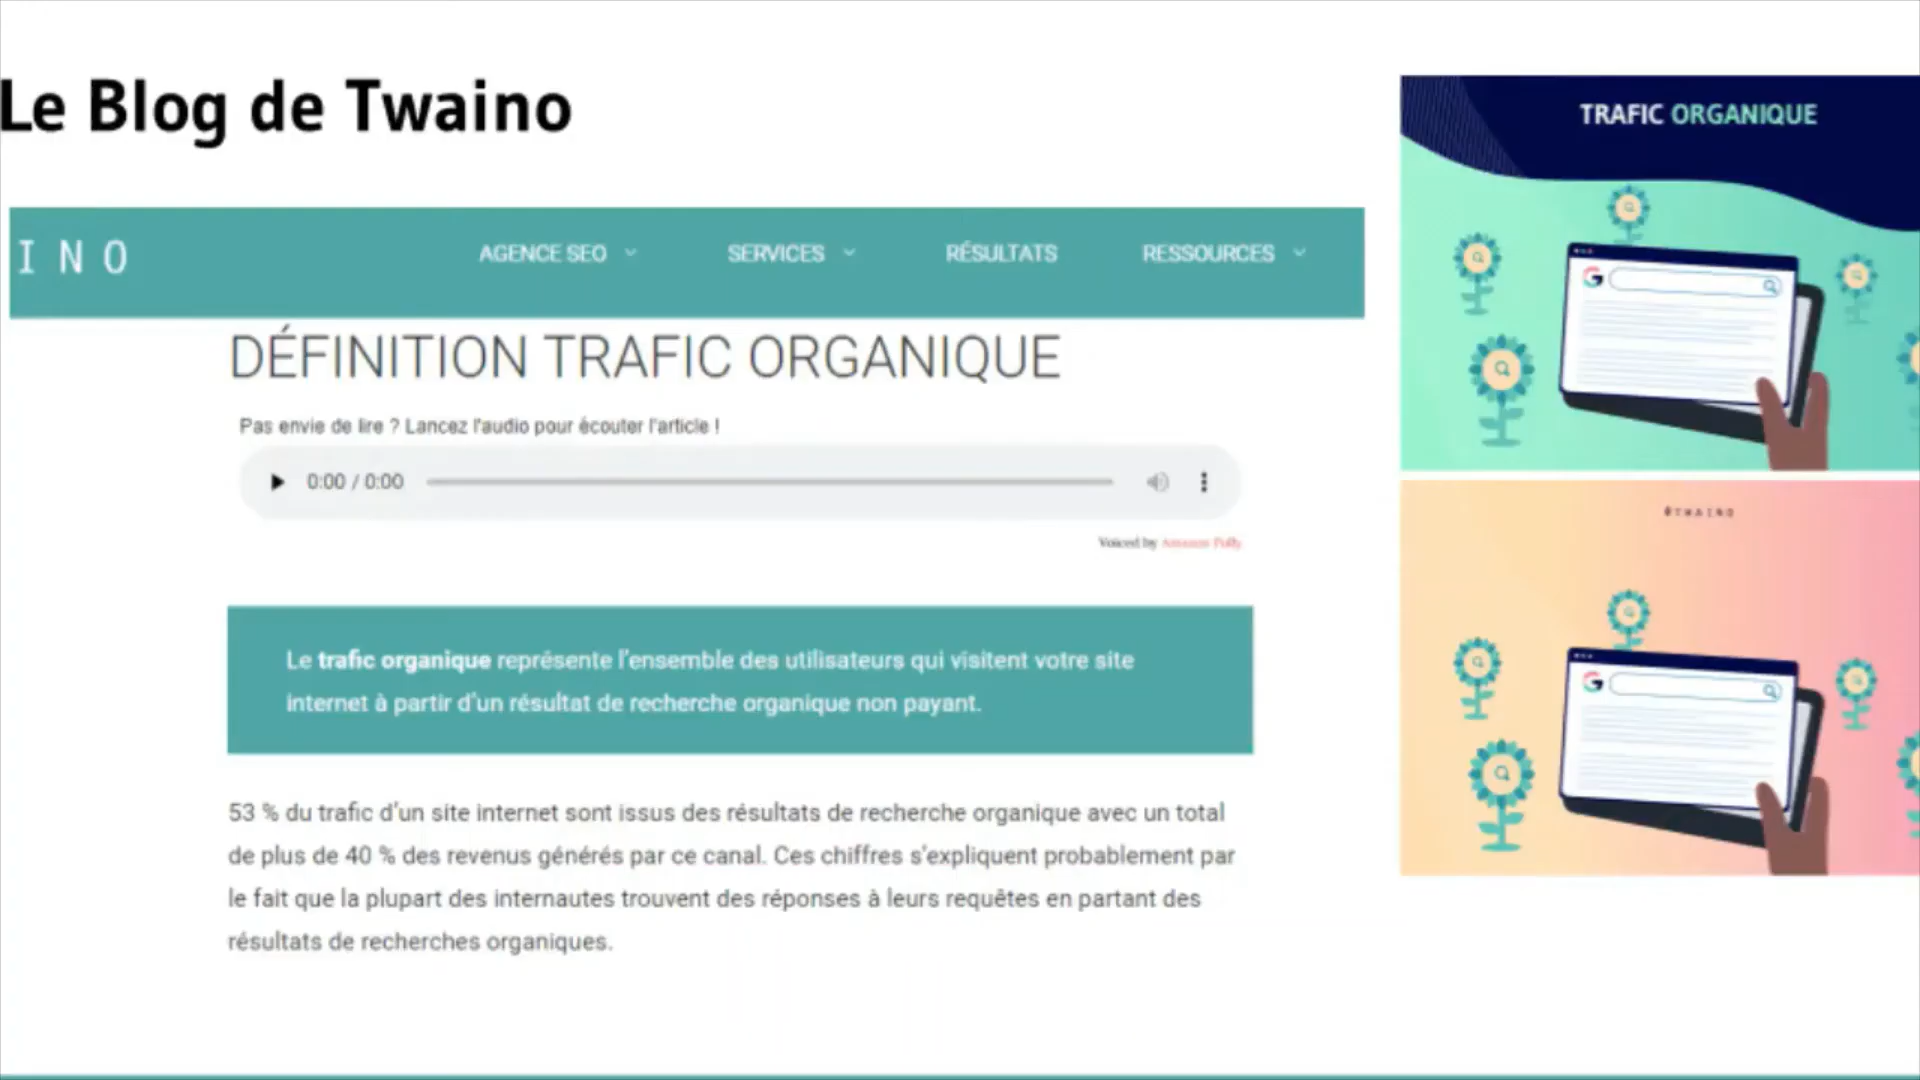 Le Blog de Twaino
INO
AGENCE SEO
SERVICES
RÉSULTATS
RESSOURCES
DÉFINITION TRAFIC ORGANIQUE
Pas envie de lire ? Lancez l'audio pour écouter l'article !
0:00 / 0:00
Voiced by Amazon Polly
Le trafic organique représente l'ensemble des utilisateurs qui visitent votre site
internet à partir d'un résultat de recherche organique non payant.
53 % du trafic d'un site internet sont issus des résultats de recherche organique avec un total
de plus de 40 % des revenus générés par ce canal. Ces chiffres s'expliquent probablement par
le fait que la plupart des internautes trouvent des réponses à leurs requêtes en partant des
résultats de recherches organiques.
TRAFIC ORGANIQUE
G
@TWAINO
G